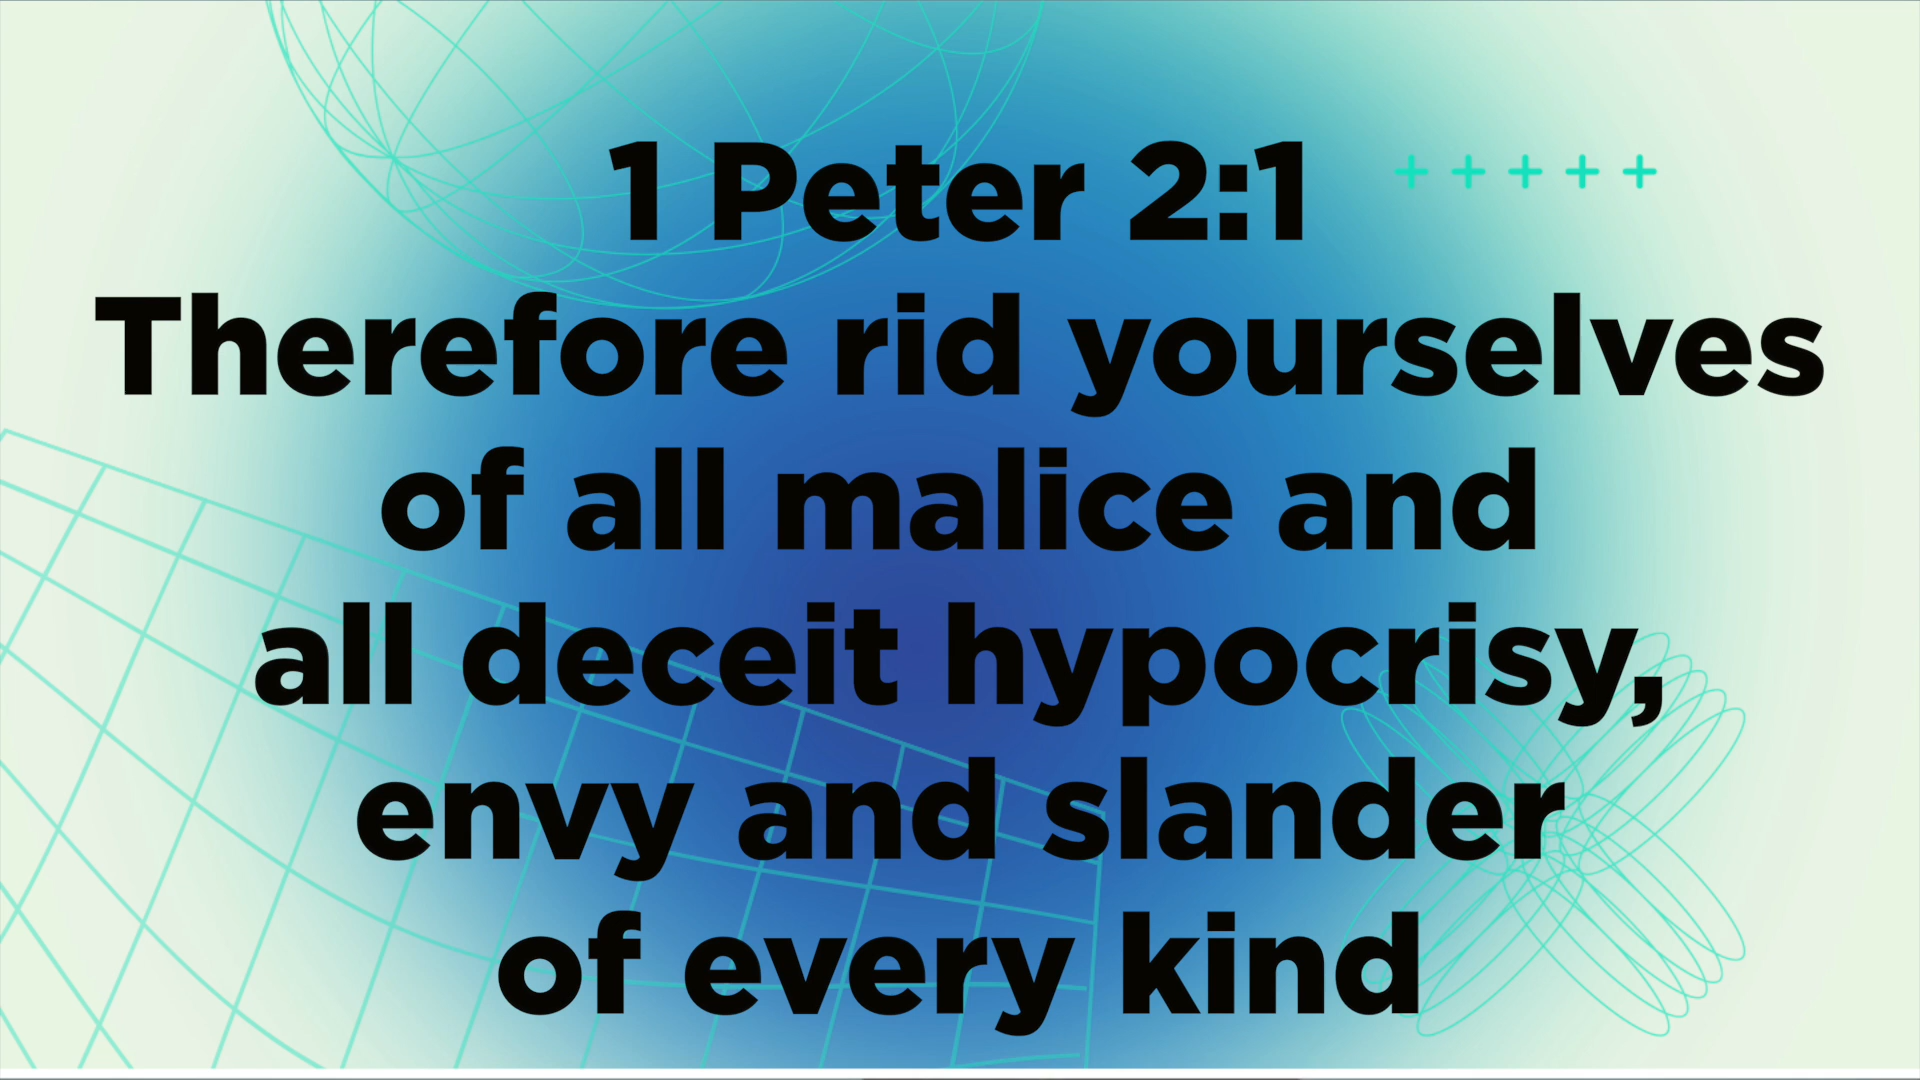 1 Peter 2:1
Therefore rid yourselves
of all malice and
all deceit hypocrisy,
envy and slander
of every kind